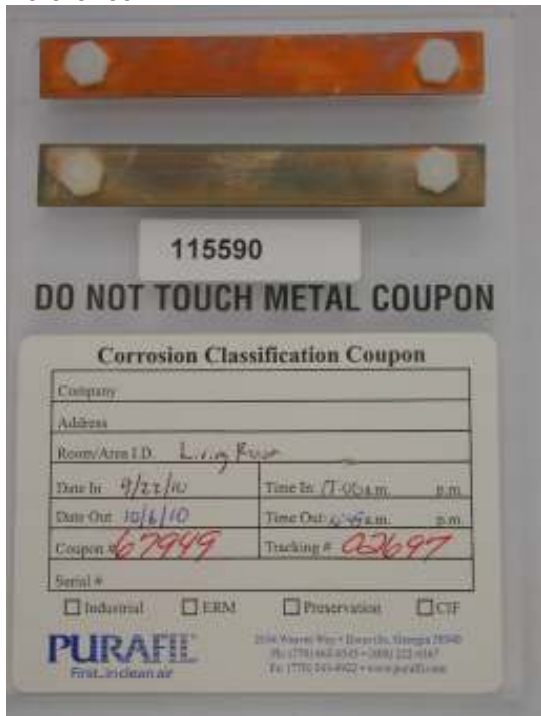 115590
DO NOT TOUCH METAL COUPON
Corrosion Classification Coupon
Company
Address
Room/Area I.D. Living Room
Date In 9/22/10 Time In a.m. p.m.
Date Out 10/6/10 Time Out a.m. p.m.
Coupon # 67949 Tracking # 02697
Serial #
Industrial ERM Preservation CIF
PURAFIL
First...in clean air